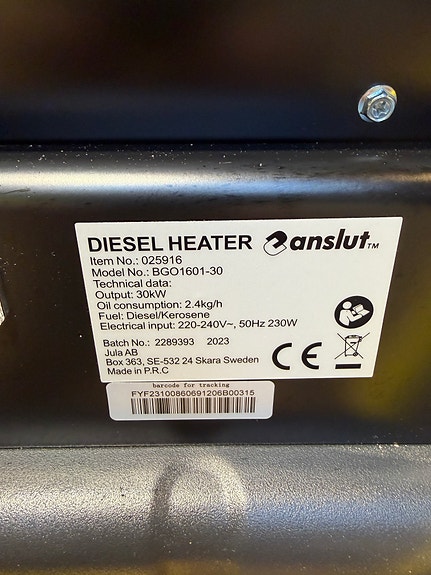 DIESEL HEATER anslut™
Item No.: 025916
Model No.: BGO1601-30
Technical data:
Output: 30kW
Oil consumption: 2.4kg/h
Fuel: Diesel/Kerosene
Electrical input: 220-240V~, 50Hz 230W
Batch No.: 2289393 2023
Jula AB
Box 363, SE-532 24 Skara Sweden
Made in P.R.C
CE
barcode for tracking
FYF23100860691206B00315